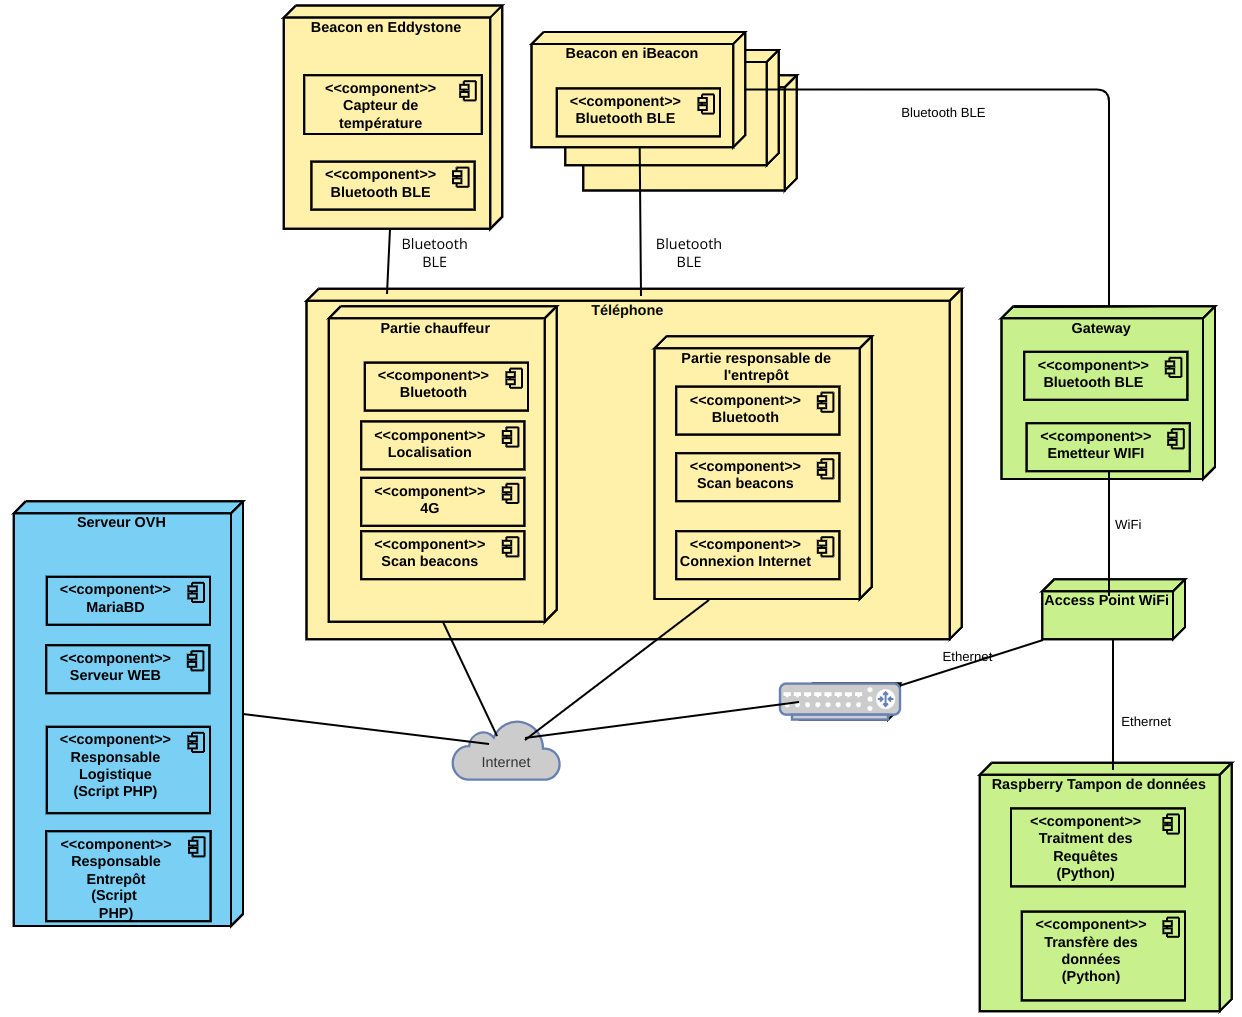 Beacon en Eddystone
<<component>>
Capteur de
température
<<component>>
Bluetooth BLE
Beacon en iBeacon
<<component>>
Bluetooth BLE
Bluetooth BLE
Bluetooth
BLE
Bluetooth
BLE
Téléphone
Partie chauffeur
<<component>>
Bluetooth
<<component>>
Localisation
<<component>>
4G
<<component>>
Scan beacons
Partie responsable de
l'entrepôt
<<component>>
Bluetooth
<<component>>
Scan beacons
<<component>>
Connexion Internet
Gateway
<<component>>
Bluetooth BLE
<<component>>
Emetteur WIFI
WiFi
Access Point WiFi
Ethernet
Ethernet
Serveur OVH
<<component>>
MariaBD
<<component>>
Serveur WEB
<<component>>
Responsable
Logistique
(Script PHP)
<<component>>
Responsable
Entrepôt
(Script
PHP)
Internet
Raspberry Tampon de données
<<component>>
Traitment des
Requêtes
(Python)
<<component>>
Transfère des
données
(Python)